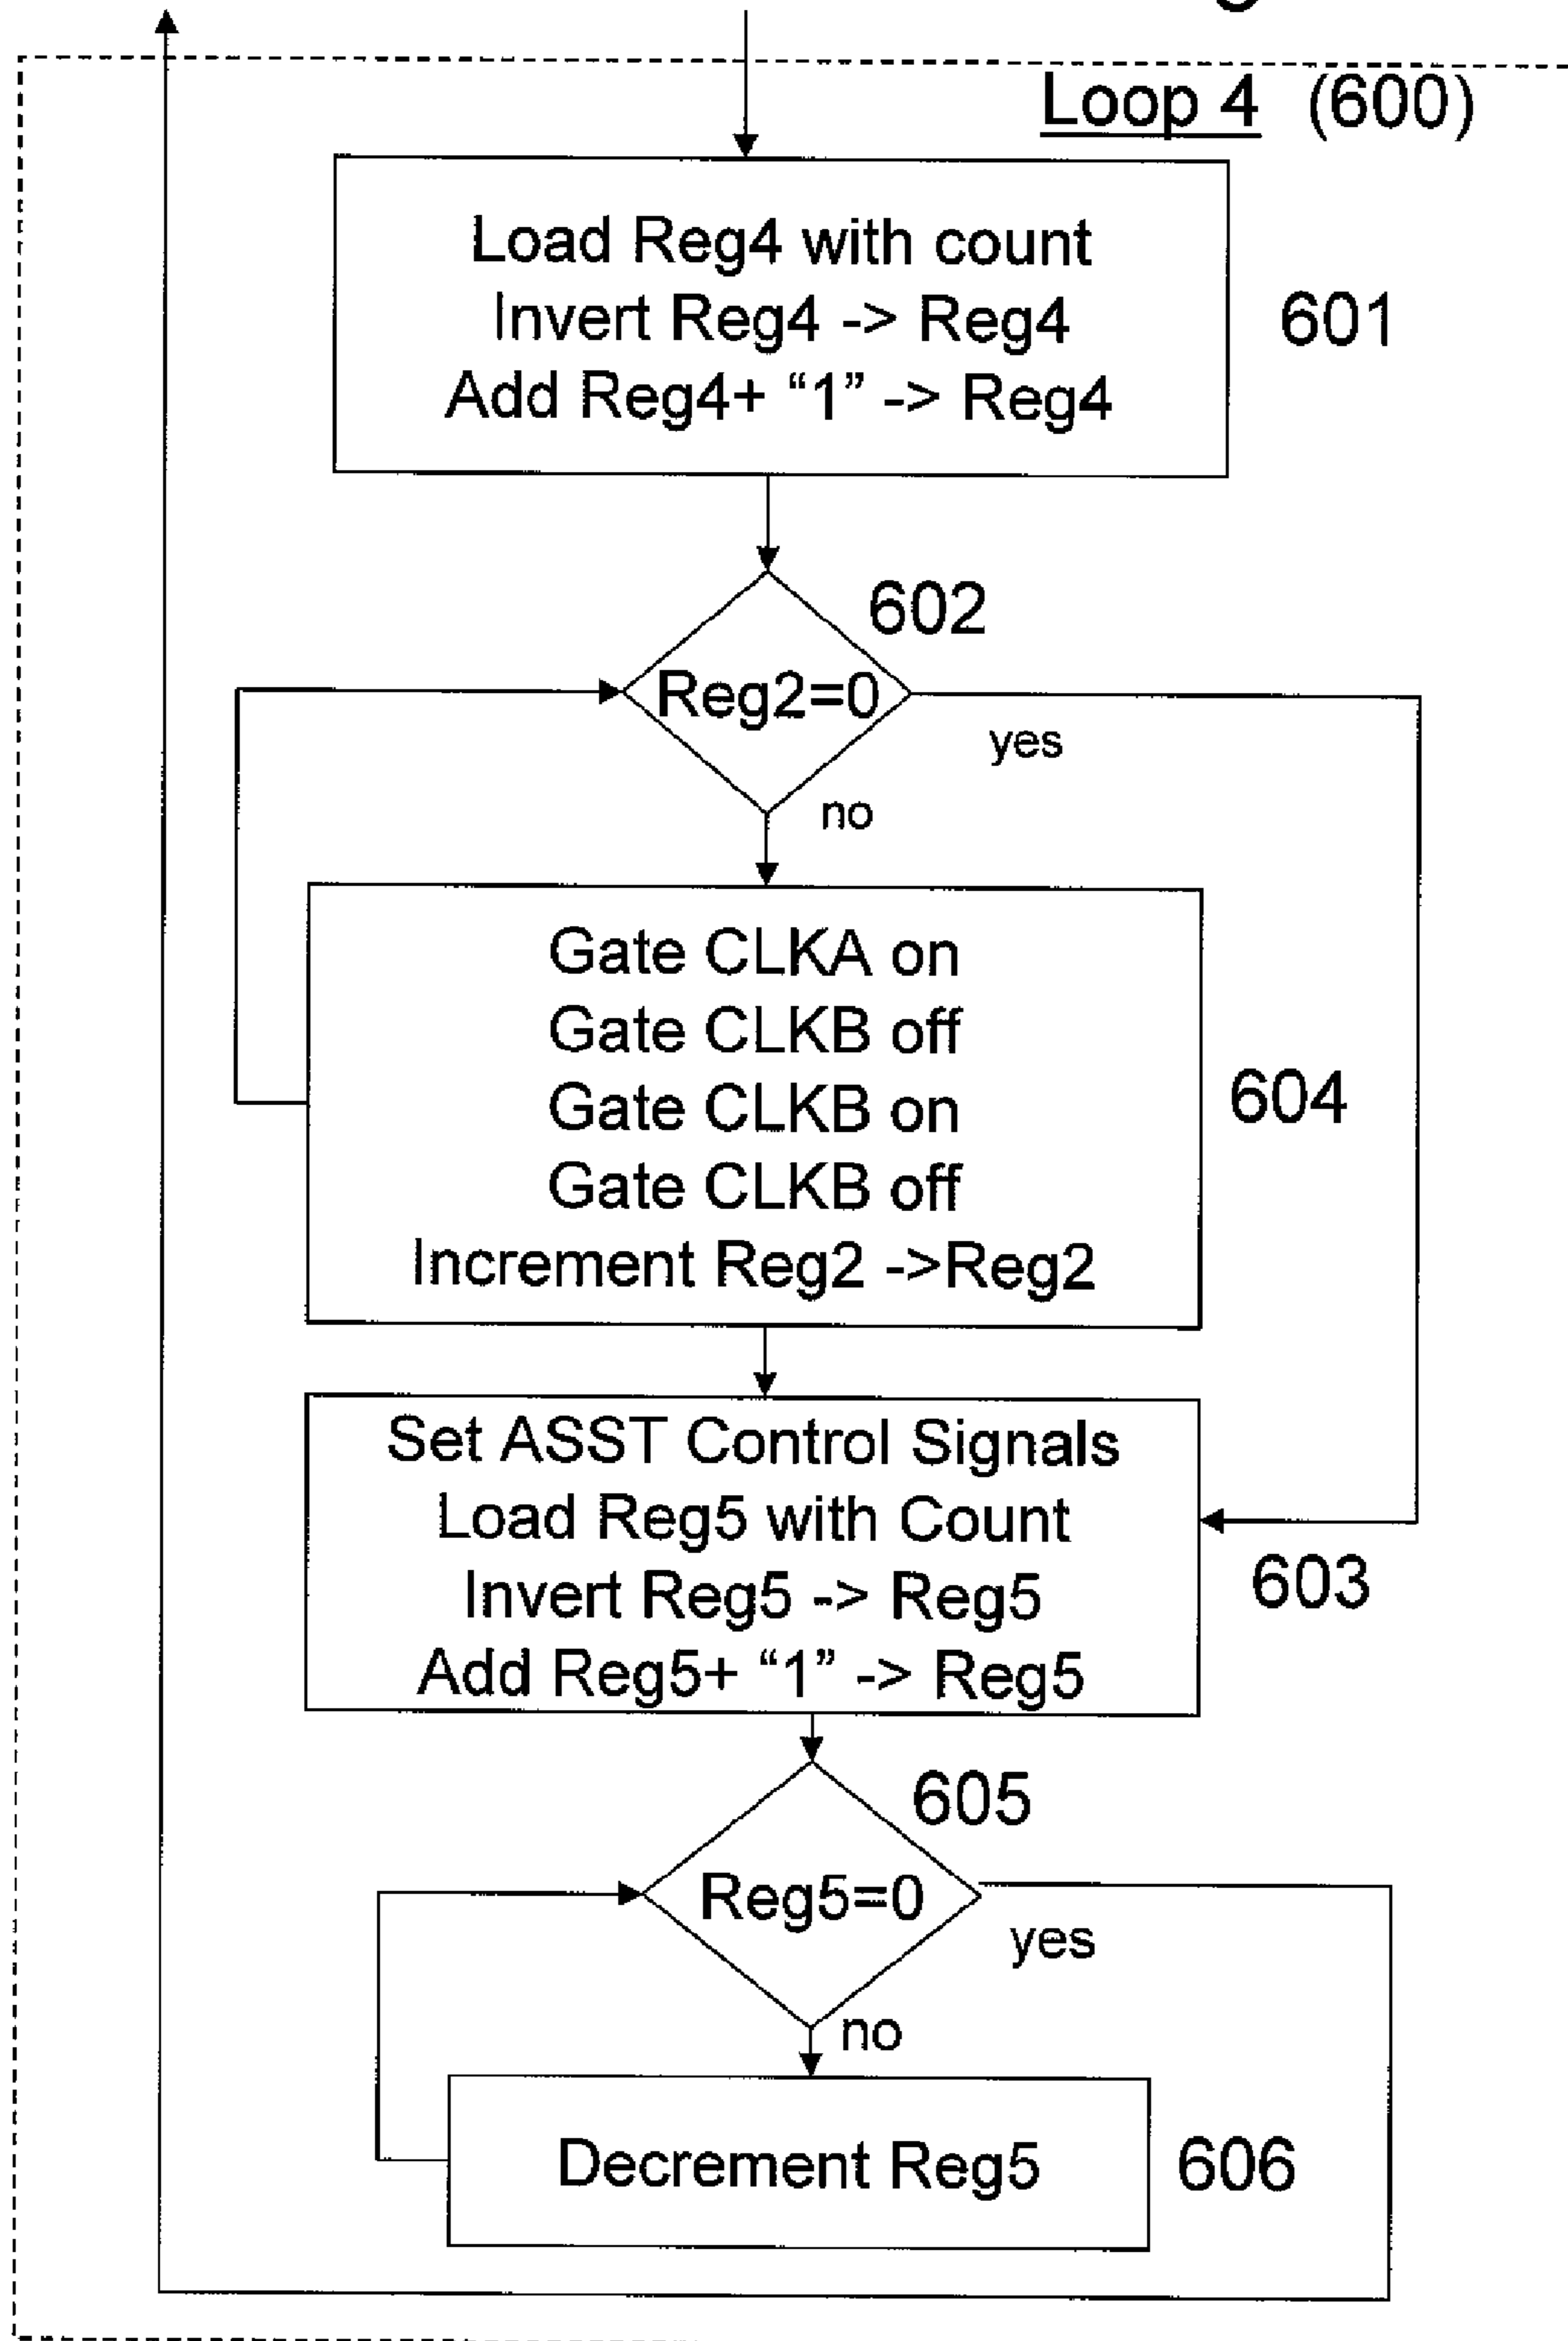 Loop 4 (600)
Load Reg4 with count
Invert Reg4 -> Reg4
Add Reg4+ “1” -> Reg4
601
602
Reg2=0
yes
no
Gate CLKA on
Gate CLKB off
Gate CLKB on
Gate CLKB off
Increment Reg2 ->Reg2
604
Set ASST Control Signals
Load Reg5 with Count
Invert Reg5 -> Reg5
Add Reg5+ “1” -> Reg5
603
605
Reg5=0
yes
no
Decrement Reg5
606